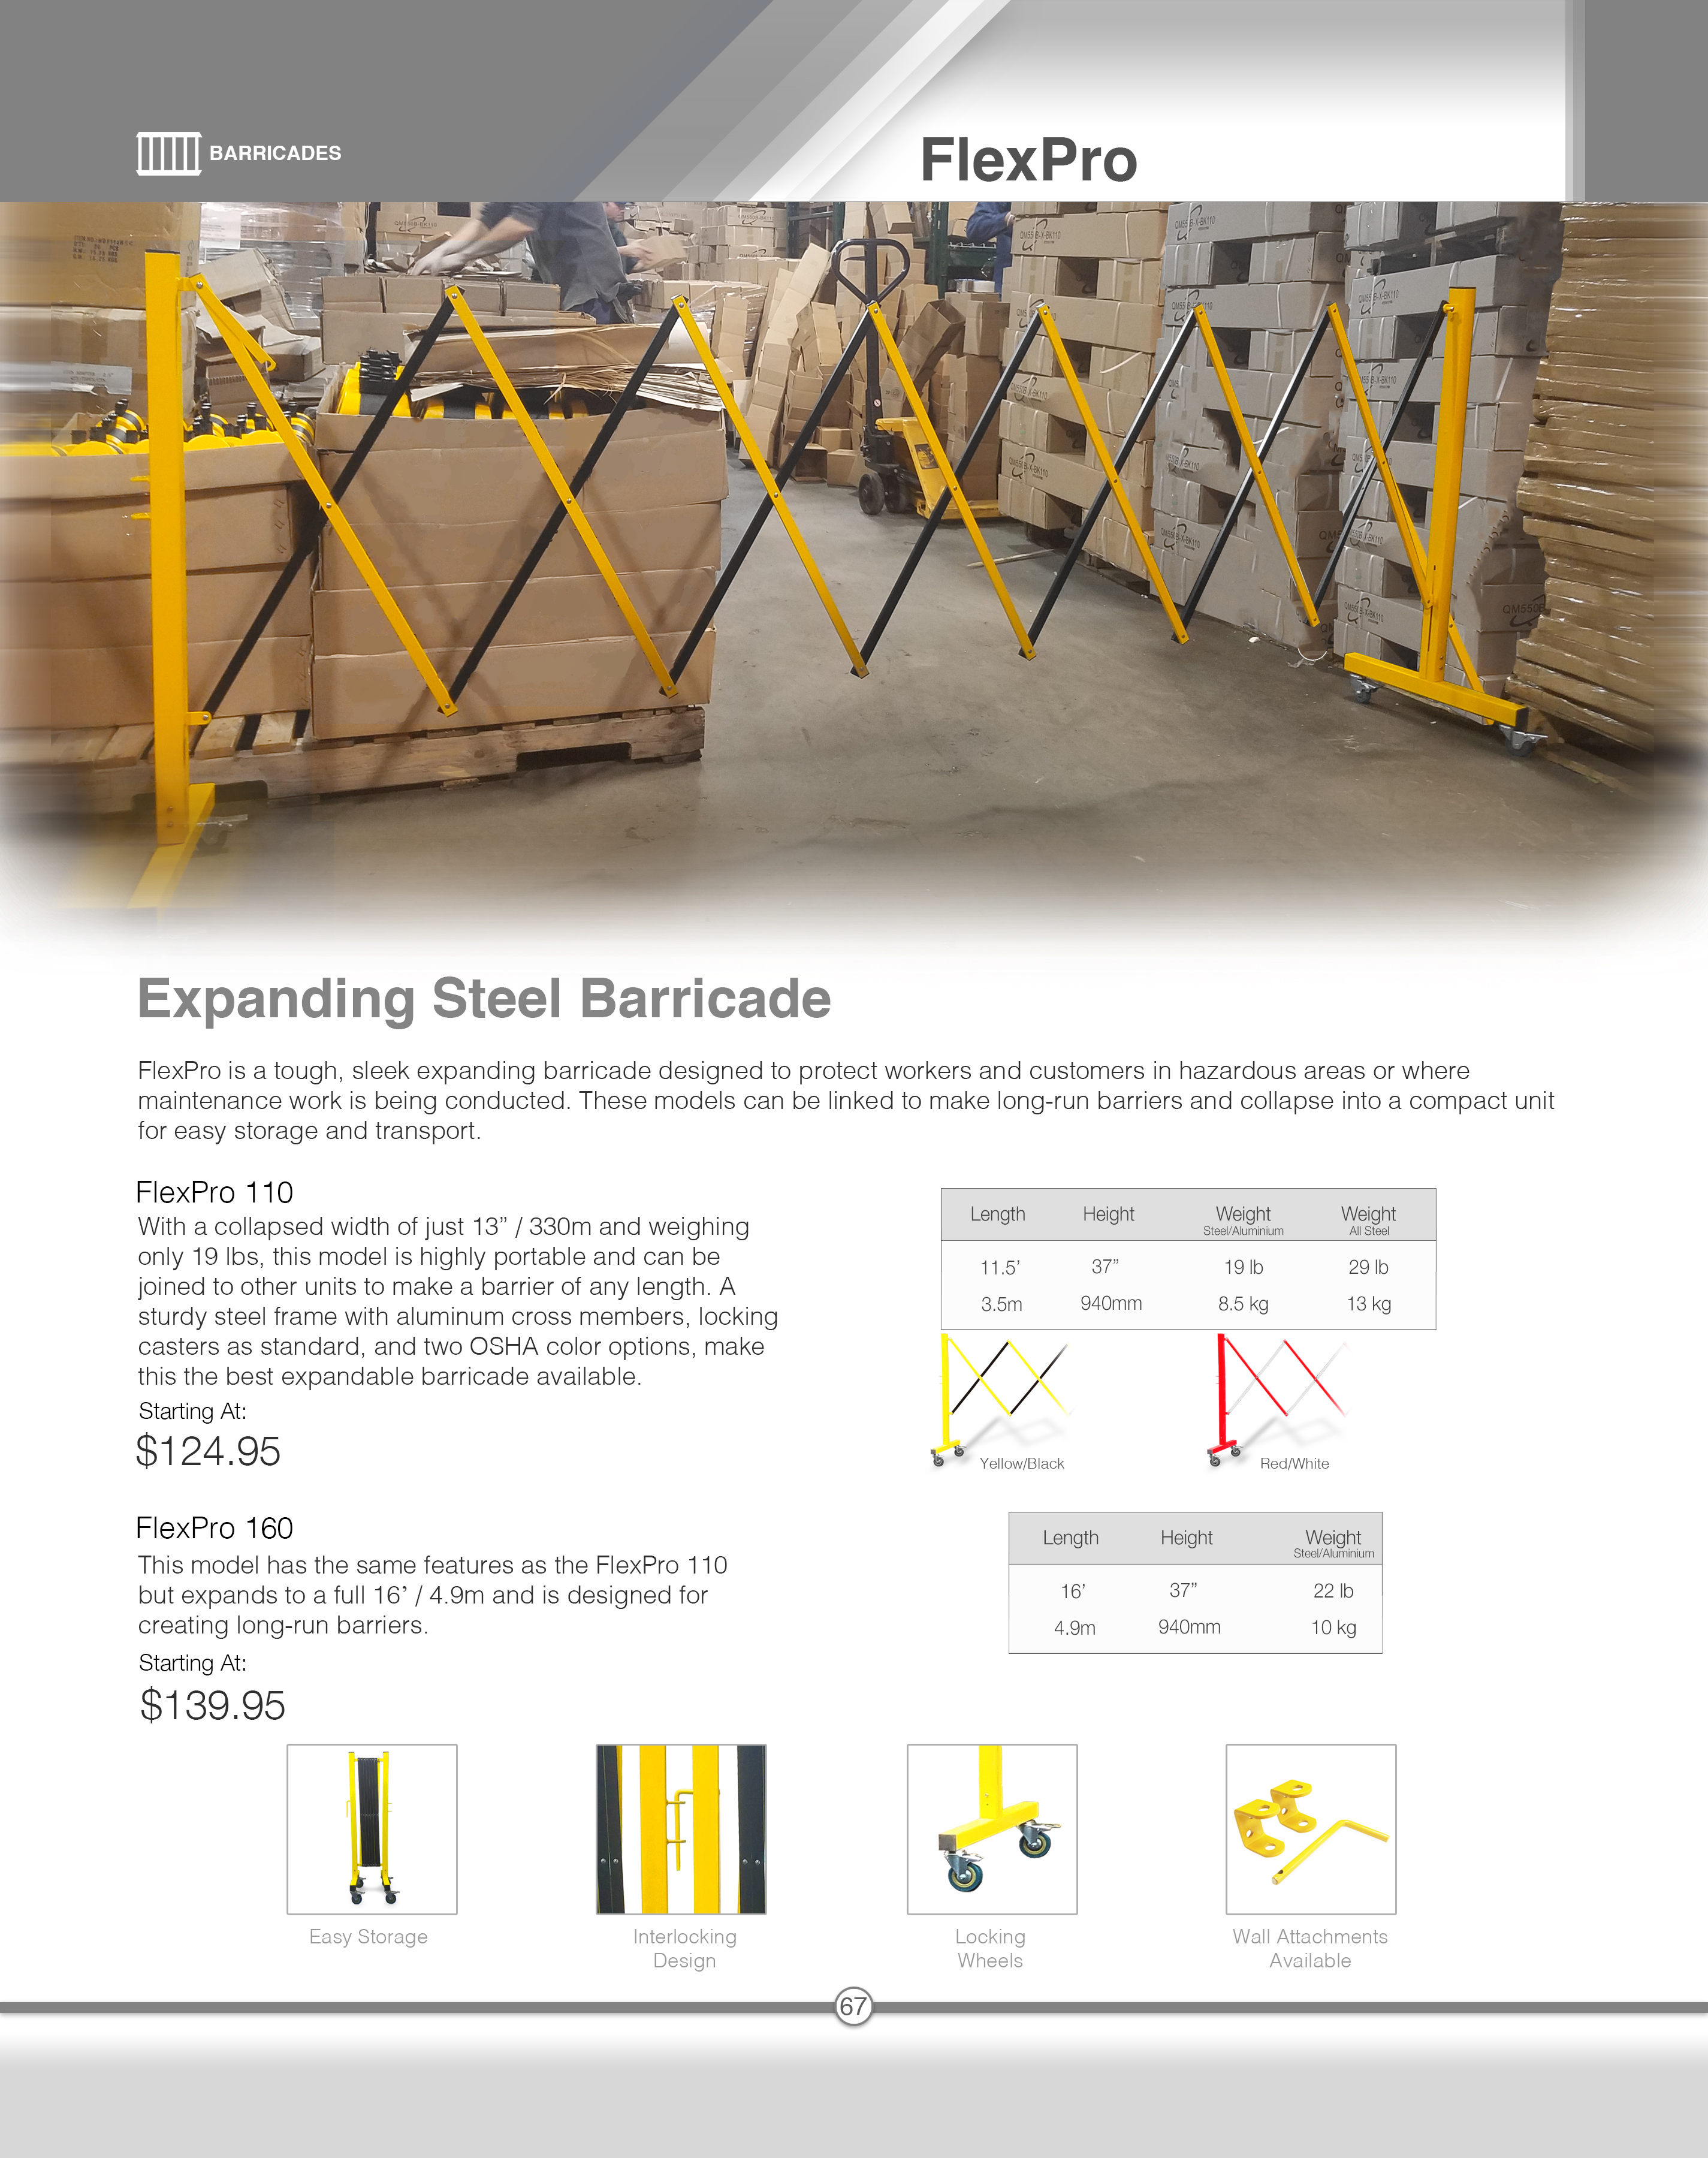 BARRICADES
FlexPro
QM550B-X-BK110
QM55 B-X-BK110
Expanding Steel Barricade
FlexPro is a tough, sleek expanding barricade designed to protect workers and customers in hazardous areas or where
maintenance work is being conducted. These models can be linked to make long-run barriers and collapse into a compact unit
for easy storage and transport.
FlexPro 110
With a collapsed width of just 13” / 330m and weighing
only 19 lbs, this model is highly portable and can be
joined to other units to make a barrier of any length. A
sturdy steel frame with aluminum cross members, locking
casters as standard, and two OSHA color options, make
this the best expandable barricade available.
Starting At:
$124.95
Length Height Weight Weight
Steel/Aluminium All Steel
11.5’ 37” 19 lb 29 lb
3.5m 940mm 8.5 kg 13 kg
Yellow/Black Red/White
FlexPro 160
This model has the same features as the FlexPro 110
but expands to a full 16’ / 4.9m and is designed for
creating long-run barriers.
Starting At:
$139.95
Length Height Weight
Steel/Aluminium
16’ 37” 22 lb
4.9m 940mm 10 kg
Easy Storage
Interlocking
Design
Locking
Wheels
Wall Attachments
Available
67